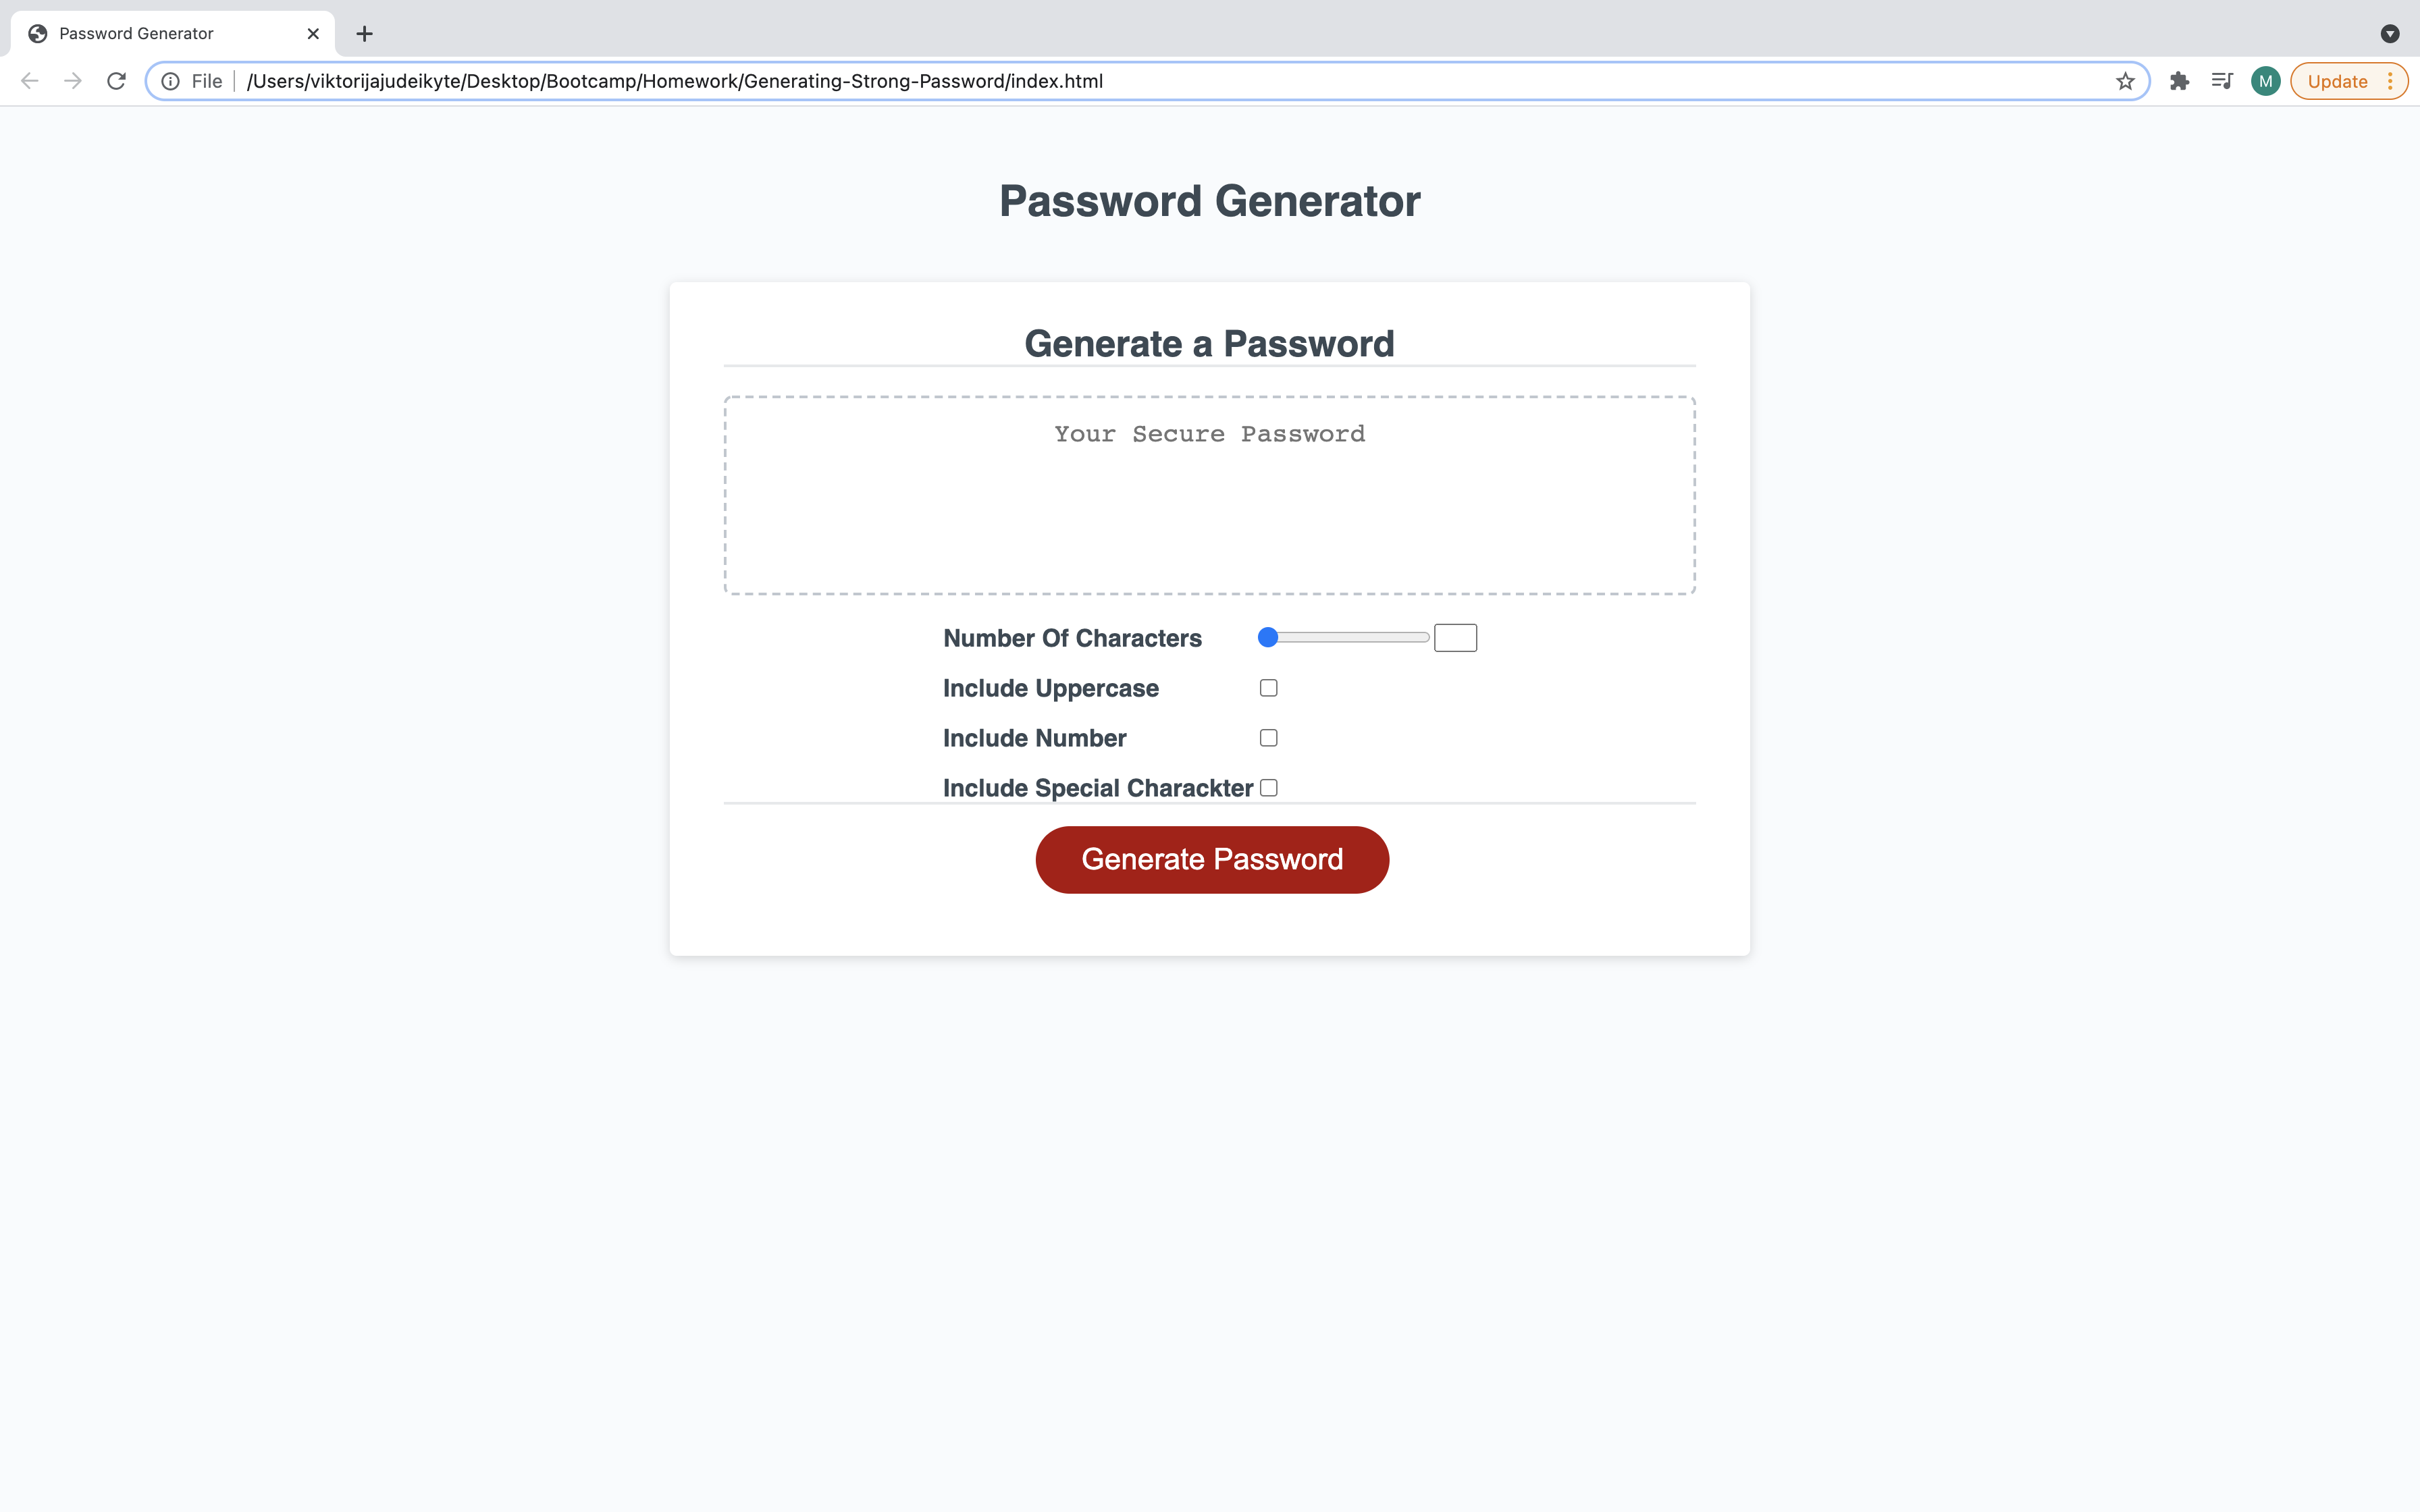 Password Generator
File /Users/viktorijajudeikyte/Desktop/Bootcamp/Homework/Generating-Strong-Password/index.html M Update
Password Generator
Generate a Password
Your Secure Password
Number Of Characters
Include Uppercase
Include Number
Include Special Charackter
Generate Password